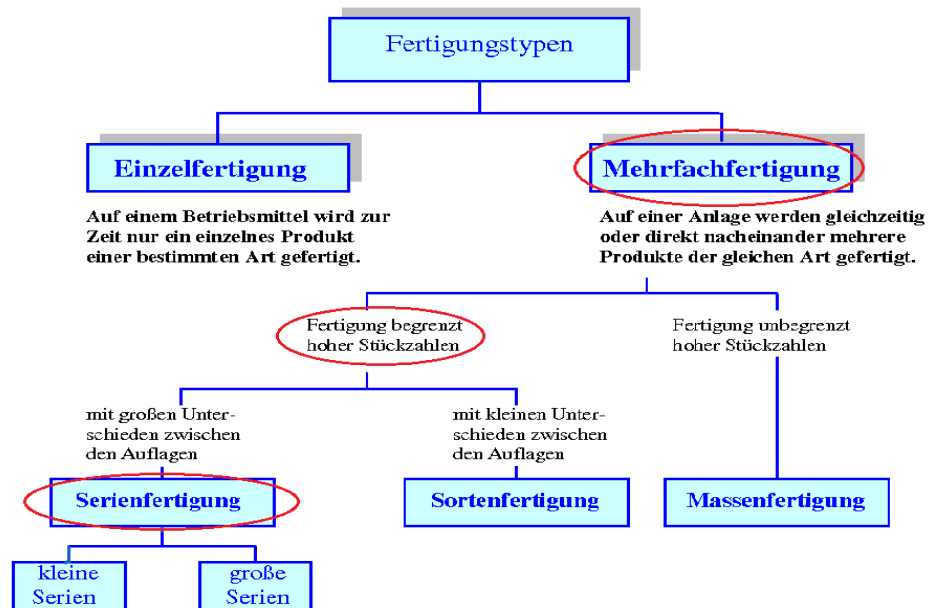 Fertigungstypen
Einzelfertigung
Mehrfachfertigung
Auf einem Betriebsmittel wird zur
Zeit nur ein einzelnes Produkt
einer bestimmten Art gefertigt.
Auf einer Anlage werden gleichzeitig
oder direkt nacheinander mehrere
Produkte der gleichen Art gefertigt.
Fertigung begrenzt
hoher Stückzahlen
Fertigung unbegrenzt
hoher Stückzahlen
mit großen Unter-
schieden zwischen
den Auflagen
mit kleinen Unter-
schieden zwischen
den Auflagen
Serienfertigung
Sortenfertigung
Massenfertigung
kleine
Serien
große
Serien